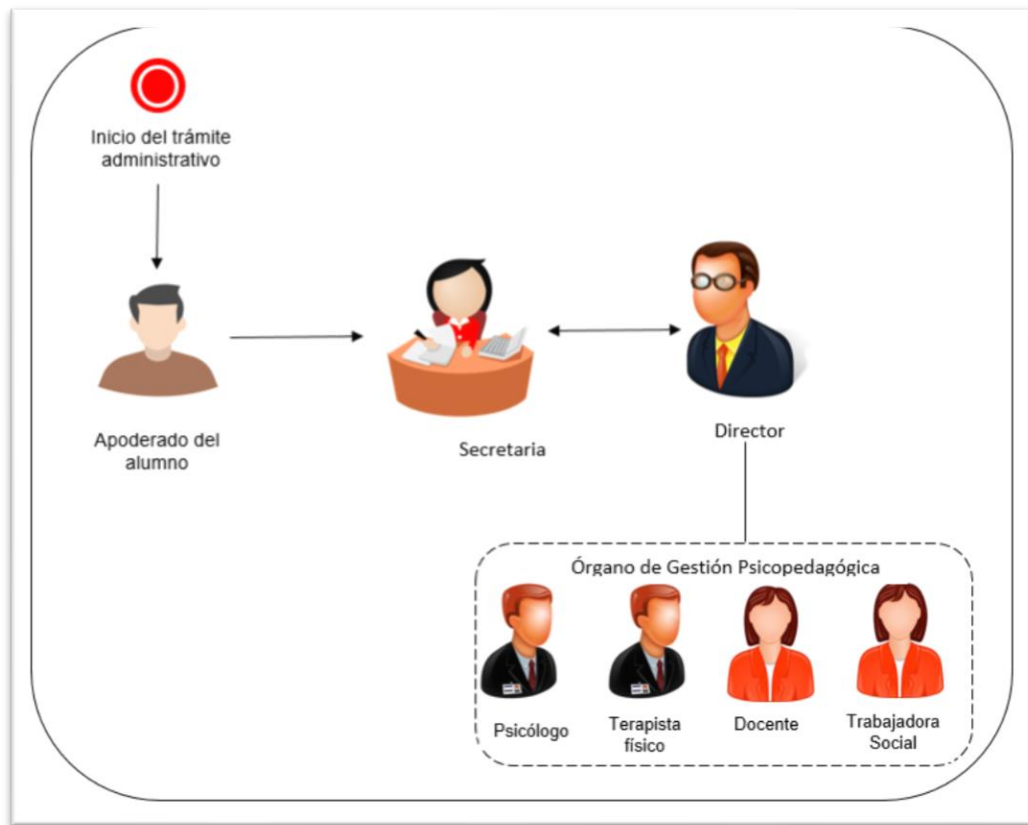 Inicio del trámite
administrativo
Apoderado del
alumno
Secretaria
Director
Órgano de Gestión Psicopedagógica
Psicólogo
Terapista
físico
Docente
Trabajadora
Social